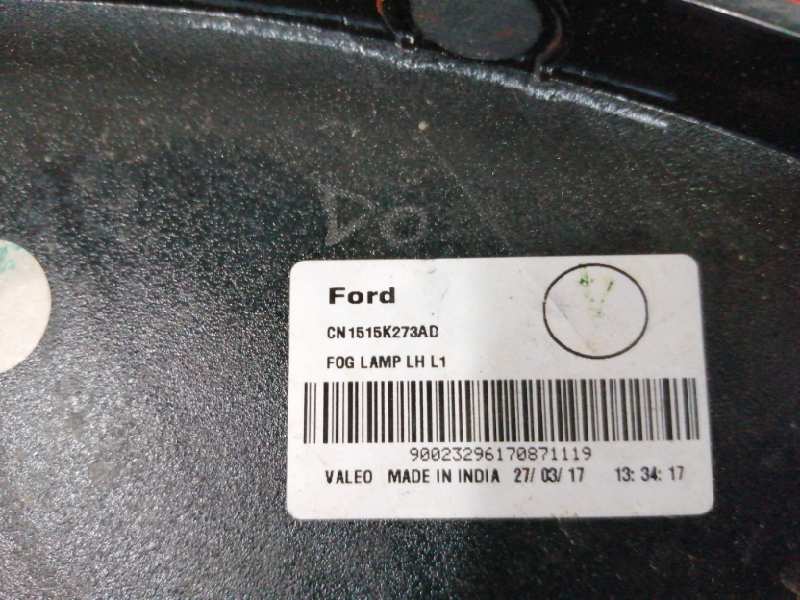 Ford
CN1515K273AD
FOG LAMP LH L1
90023296170871119
VALEO MADE IN INDIA 27/ 03/ 17 13: 34: 17